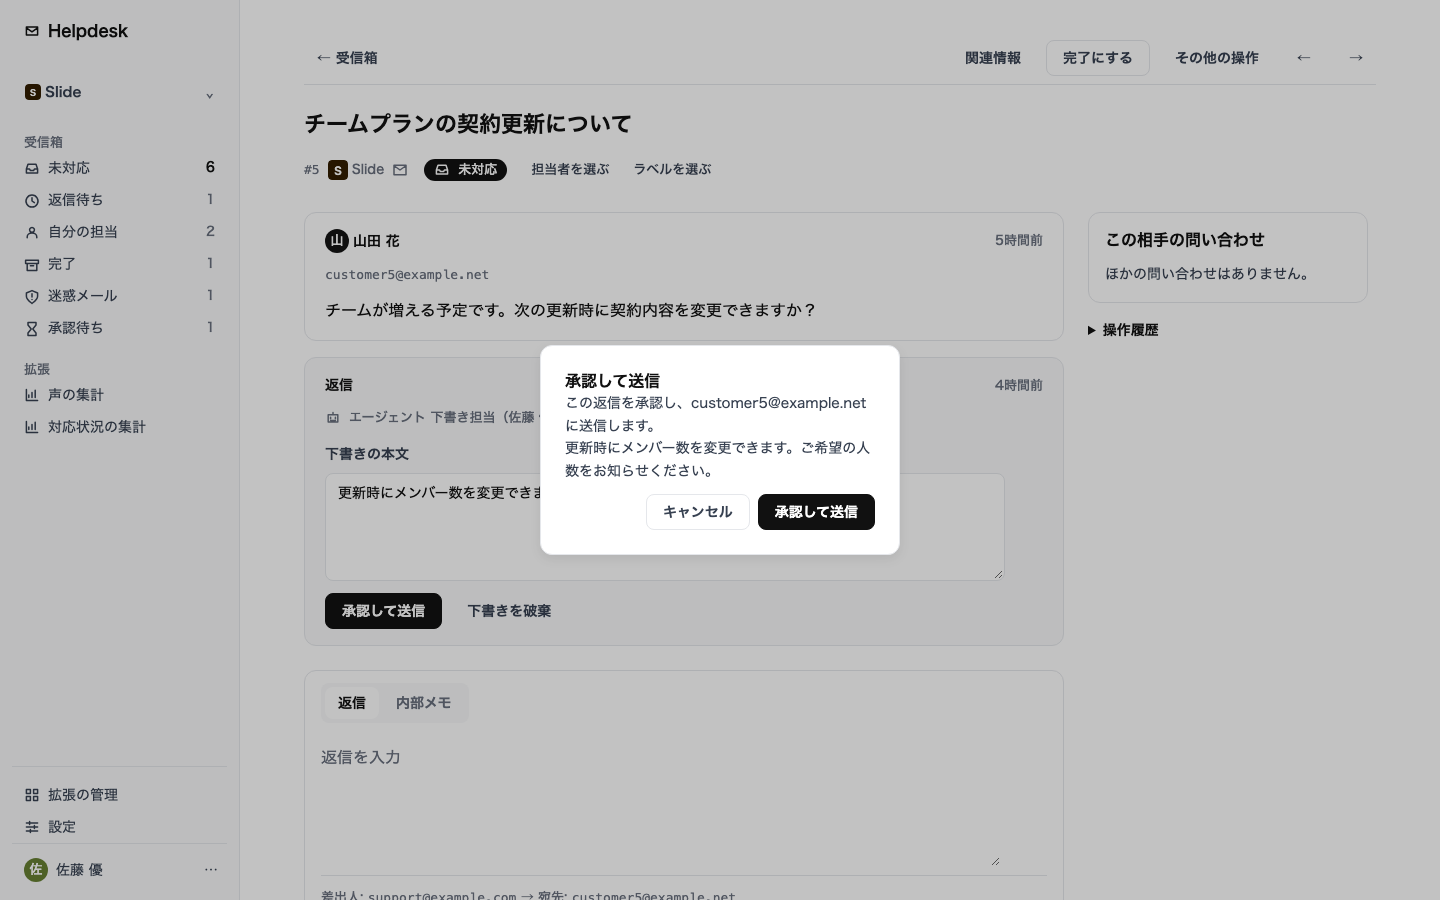 Helpdesk
S Slide
受信箱
未対応 6
返信待ち 1
自分の担当 2
完了 1
迷惑メール 1
承認待ち 1
拡張
声の集計
対応状況の集計
拡張の管理
設定
佐 佐藤 優 …
← 受信箱
関連情報 完了にする その他の操作 ← →
チームプランの契約更新について
#5 S Slide 未対応 担当者を選ぶ ラベルを選ぶ
山 山田 花 5時間前
customer5@example.net
チームが増える予定です。次の更新時に契約内容を変更できますか？
返信 4時間前
エージェント 下書き担当（佐藤
下書きの本文
更新時にメンバー数を変更できま
承認して送信 下書きを破棄
承認して送信
この返信を承認し、customer5@example.net
に送信します。
更新時にメンバー数を変更できます。ご希望の人
数をお知らせください。
キャンセル 承認して送信
返信 内部メモ
返信を入力
差出人: support@example.com → 宛先: customer5@example.net
この相手の問い合わせ
ほかの問い合わせはありません。
▶ 操作履歴